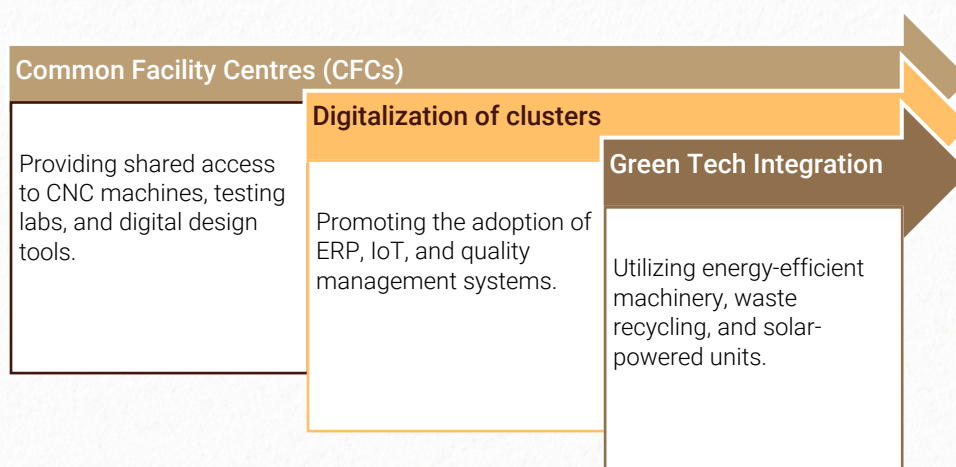 Common Facility Centres (CFCs)
Providing shared access
to CNC machines, testing
labs, and digital design
tools.
Digitalization of clusters
Promoting the adoption of
ERP, IoT, and quality
management systems.
Green Tech Integration
Utilizing energy-efficient
machinery, waste
recycling, and solar-
powered units.